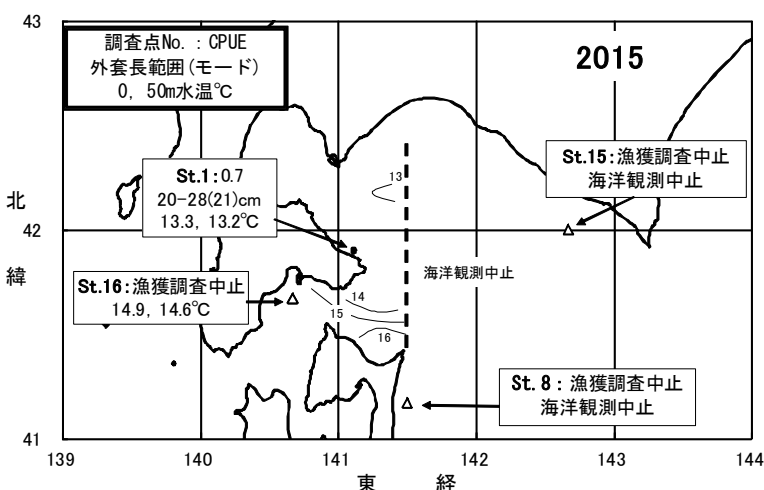 43
調査点No. : CPUE
外套長範囲(モード)
0, 50m水温℃
2015
St.15:漁獲調査中止
海洋観測中止
St.1:0.7
20-28(21)cm
13.3, 13.2℃
13
北
緯
42
海洋観測中止
St.16:漁獲調査中止
14.9, 14.6℃
14
15
16
St.8:漁獲調査中止
海洋観測中止
41
139
140
141
142
143
144
東 経